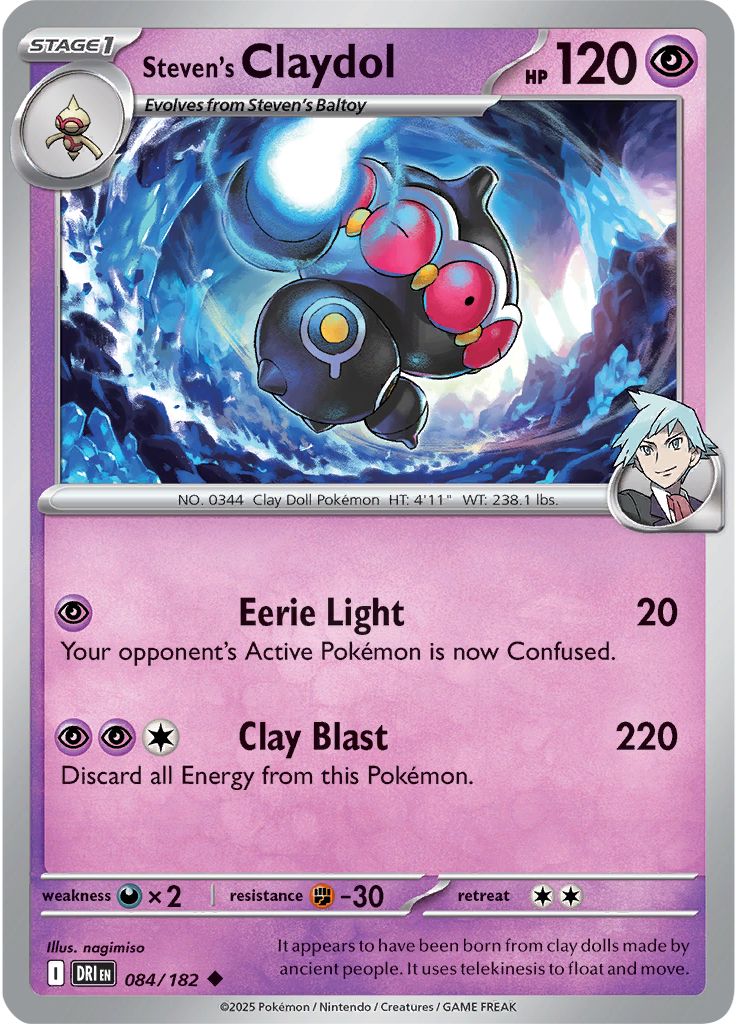 STAGE1
Steven's Claydol
HP 120
Evolves from Steven's Baltoy
NO. 0344 Clay Doll Pokémon HT: 4'11" WT: 238.1 lbs.
Eerie Light 20
Your opponent's Active Pokémon is now Confused.
Clay Blast 220
Discard all Energy from this Pokémon.
weakness ×2 resistance -30 retreat
Illus. nagimiso
I DRI EN 084/182
It appears to have been born from clay dolls made by
ancient people. It uses telekinesis to float and move.
©2025 Pokémon / Nintendo / Creatures / GAME FREAK